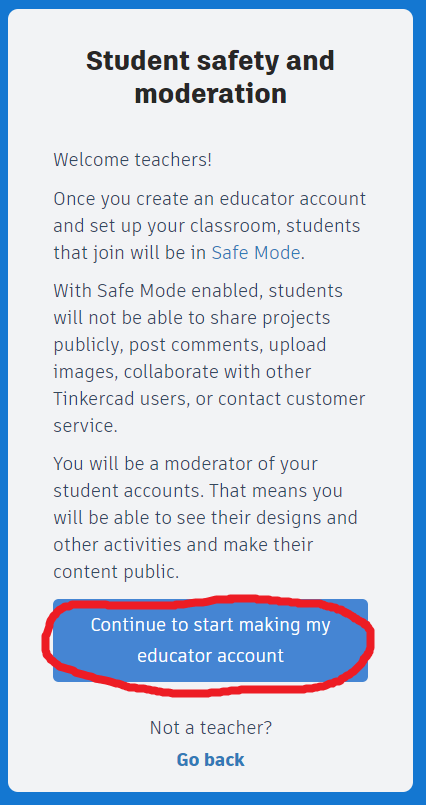 Student safety and
moderation
Welcome teachers!
Once you create an educator account
and set up your classroom, students
that join will be in Safe Mode.
With Safe Mode enabled, students
will not be able to share projects
publicly, post comments, upload
images, collaborate with other
Tinkercad users, or contact customer
service.
You will be a moderator of your
student accounts. That means you
will be able to see their designs and
other activities and make their
content public.
Continue to start making my
educator account
Not a teacher?
Go back